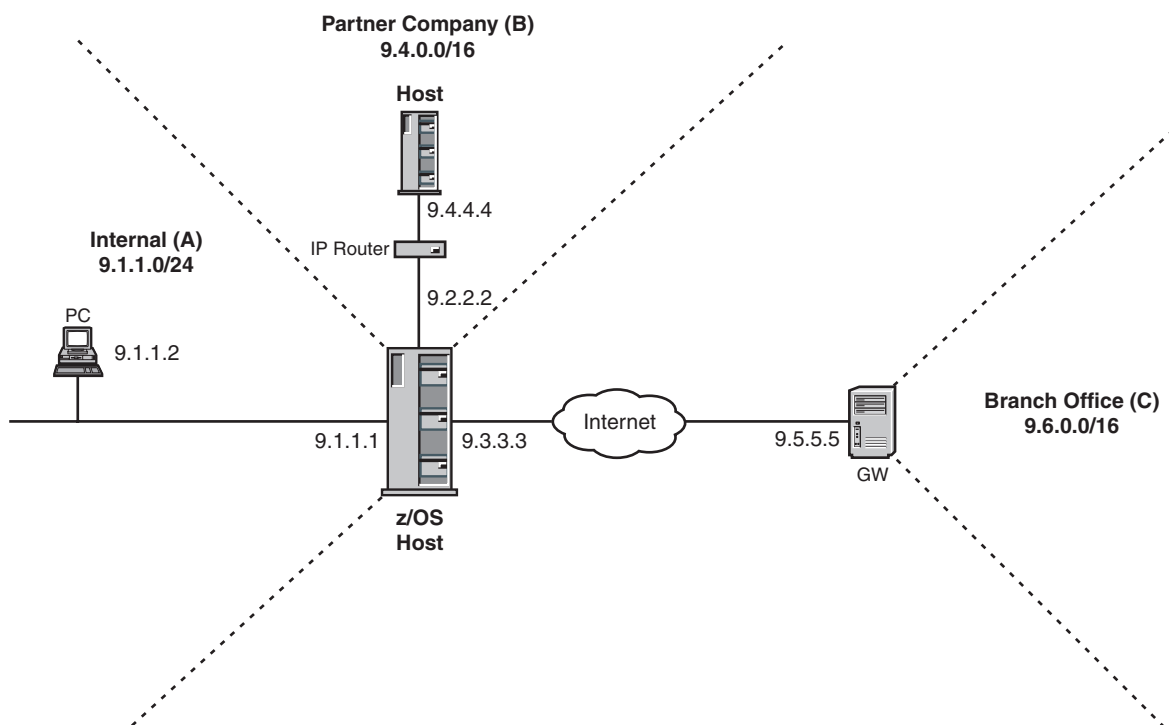 Partner Company (B)
9.4.0.0/16
Host
9.4.4.4
Internal (A)
9.1.1.0/24
IP Router
9.2.2.2
PC
9.1.1.2
Internet
Branch Office (C)
9.6.0.0/16
9.1.1.1
9.3.3.3
9.5.5.5
GW
z/OS
Host